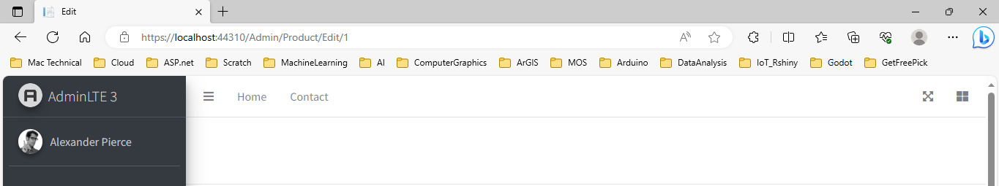 Edit
https://localhost:44310/Admin/Product/Edit/1
Mac Technical Cloud ASP.net Scratch MachineLearning AI ComputerGraphics ArGIS MOS Arduino DataAnalysis IoT_Rshiny Godot GetFreePick
AdminLTE 3 Home Contact
Alexander Pierce